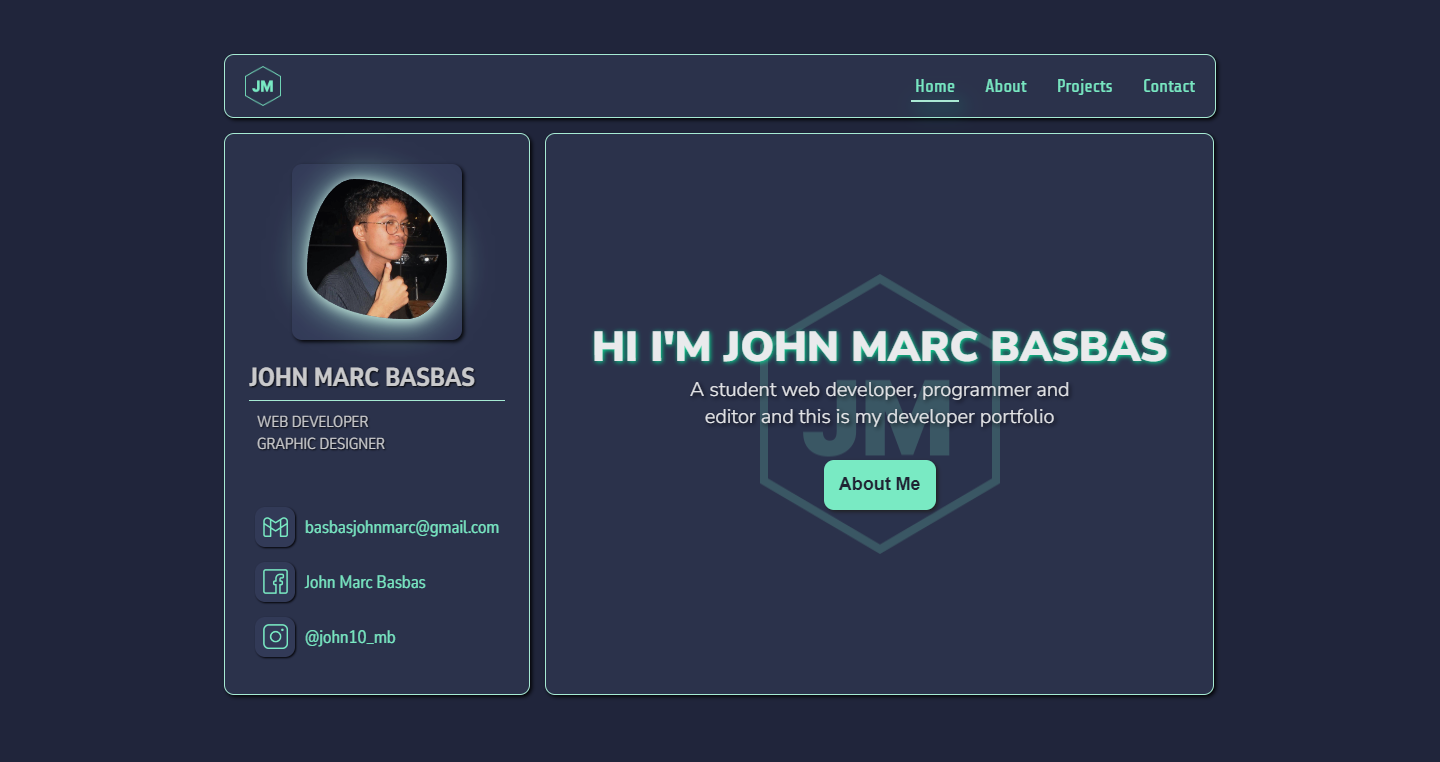 JM
Home
About
Projects
Contact
JOHN MARC BASBAS
WEB DEVELOPER
GRAPHIC DESIGNER
basbasjohnmarc@gmail.com
John Marc Basbas
@john10_mb
HI I'M JOHN MARC BASBAS
A student web developer, programmer and
editor and this is my developer portfolio
JM
About Me